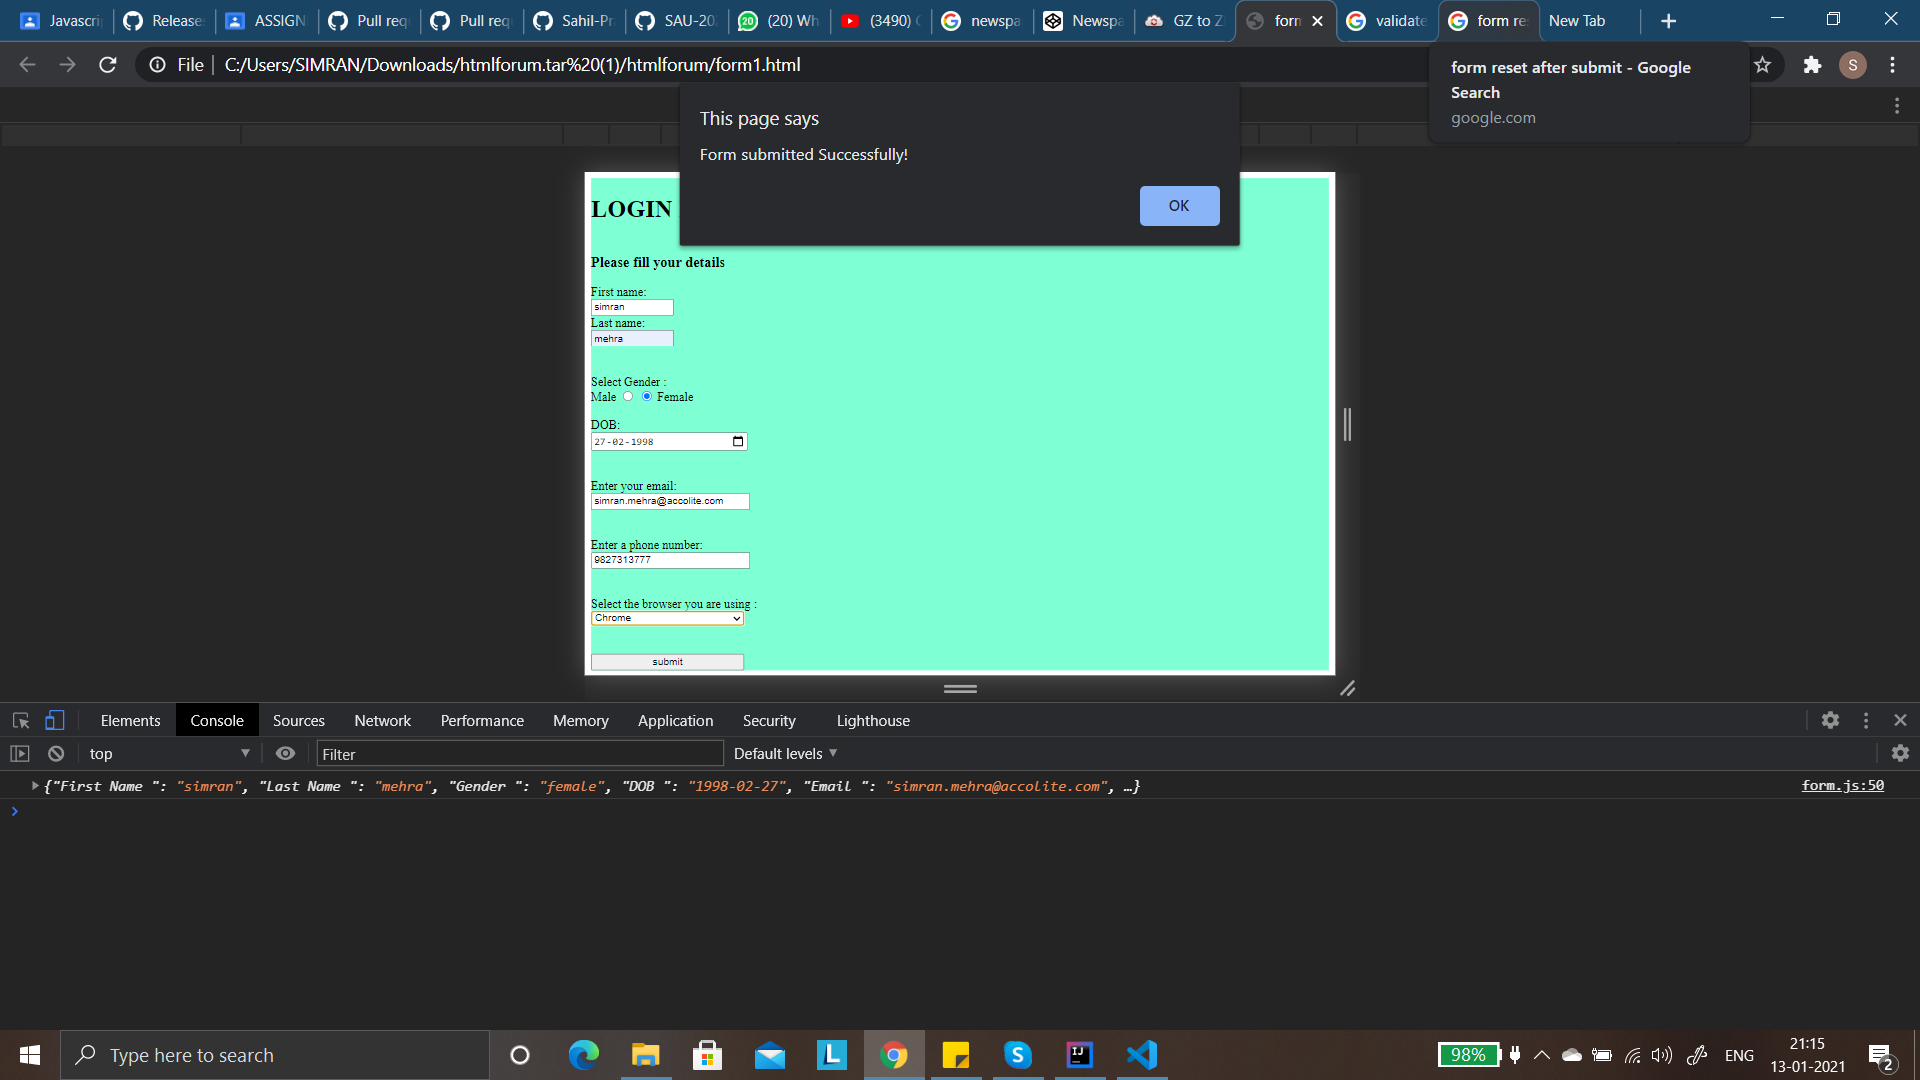 Javascri
Release
ASSIGN
Pull req
Pull req
Sahil-Pr
SAU-202
(20) Wh
(3490)
newspa
Newspa
GZ to Z
form
validate
form re
New Tab
File
C:/Users/SIMRAN/Downloads/htmlforum.tar%20(1)/htmlforum/form1.html
S
form reset after submit - Google
Search
google.com
This page says
Form submitted Successfully!
OK
LOGIN
Please fill your details
First name:
simran
Last name:
mehra
Select Gender :
Male Female
DOB:
27-02-1998
Enter your email:
simran.mehra@accolite.com
Enter a phone number:
9827313777
Select the browser you are using :
Chrome
submit
Elements Console Sources Network Performance Memory Application Security Lighthouse
top Filter Default levels
{"First Name ": "simran", "Last Name ": "mehra", "Gender ": "female", "DOB ": "1998-02-27", "Email ": "simran.mehra@accolite.com", …}
form.js:50
Type here to search
L
S
IJ
98%
ENG
21:15
13-01-2021
2